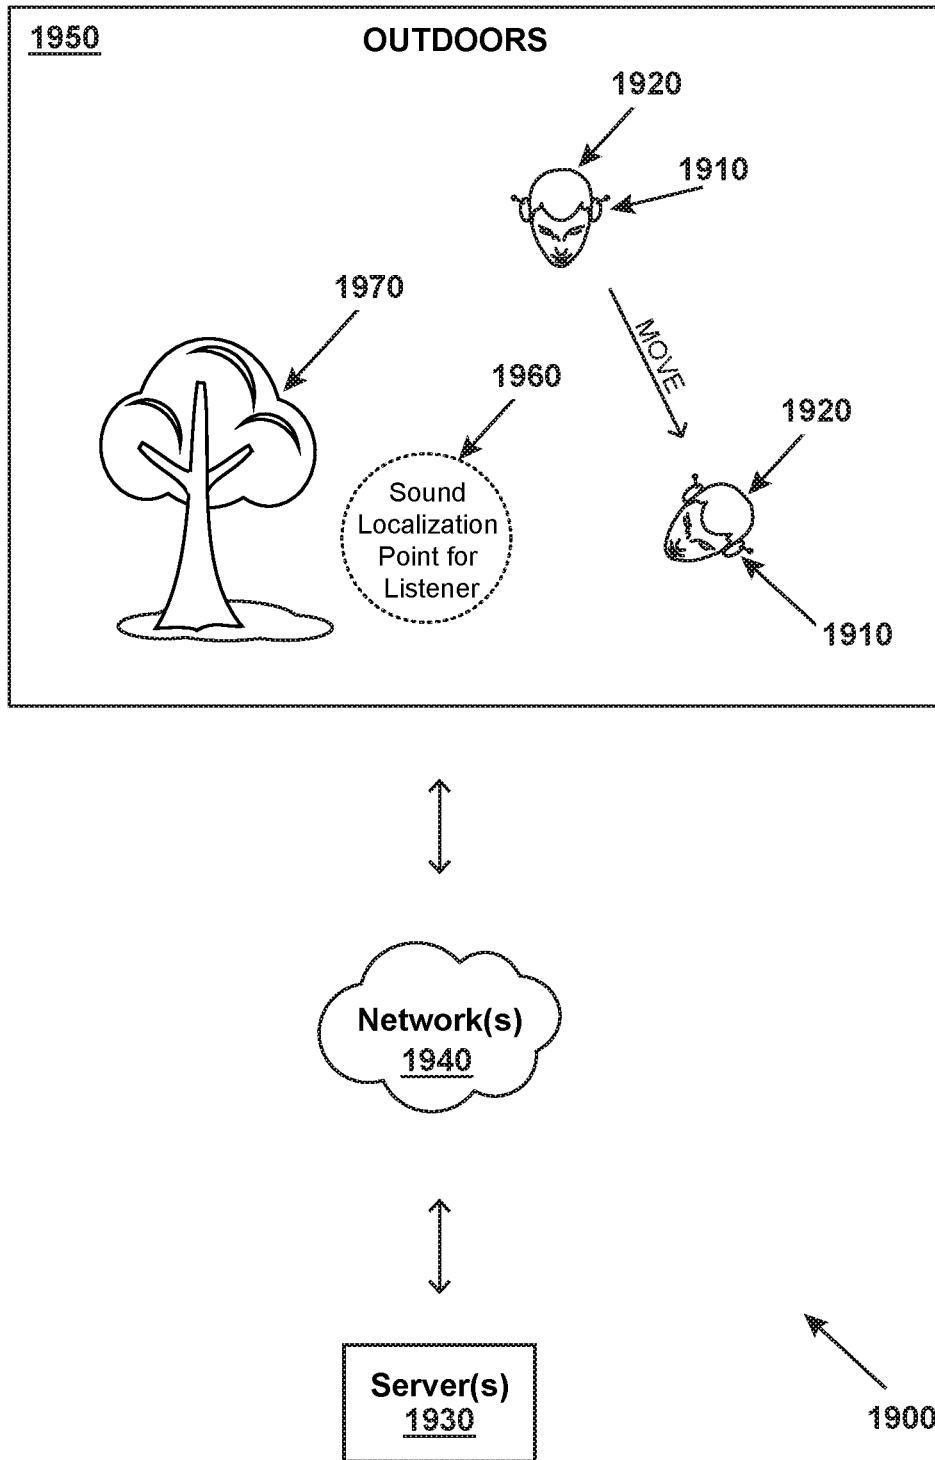 1950
OUTDOORS
1920
1910
1970
MOVE
1960
1920
Sound
Localization
Point for
Listener
1910
Network(s)
1940
Server(s)
1930
1900